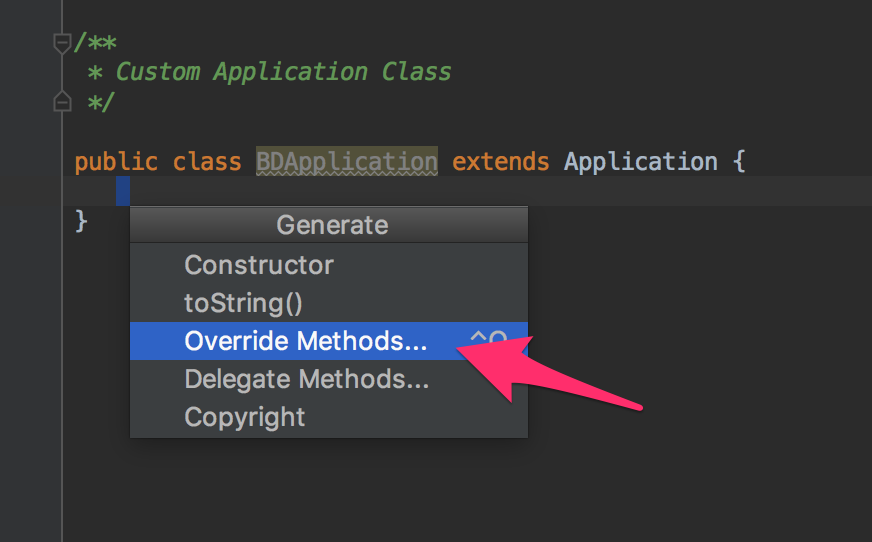 /**
* Custom Application Class
*/
public class BDApplication extends Application {
}
Generate
Constructor
toString()
Override Methods... ^O
Delegate Methods...
Copyright